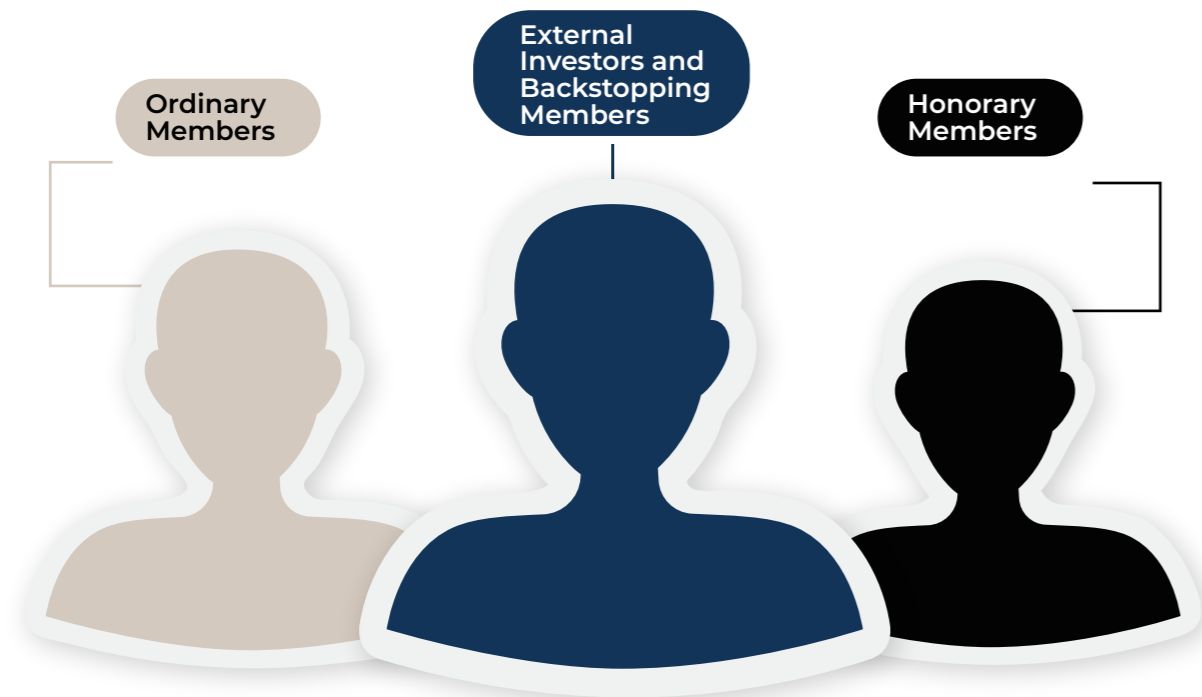 Ordinary
Members
External
Investors and
Backstopping
Members
Honorary
Members